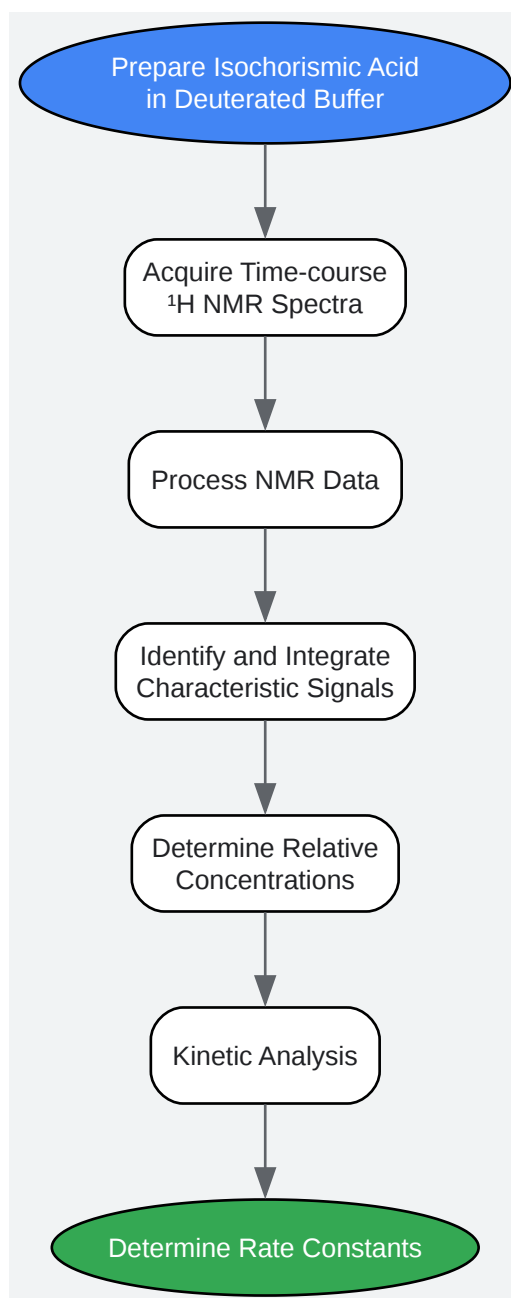 Prepare Isochorismic Acid
in Deuterated Buffer
Acquire Time-course
¹H NMR Spectra
Process NMR Data
Identify and Integrate
Characteristic Signals
Determine Relative
Concentrations
Kinetic Analysis
Determine Rate Constants